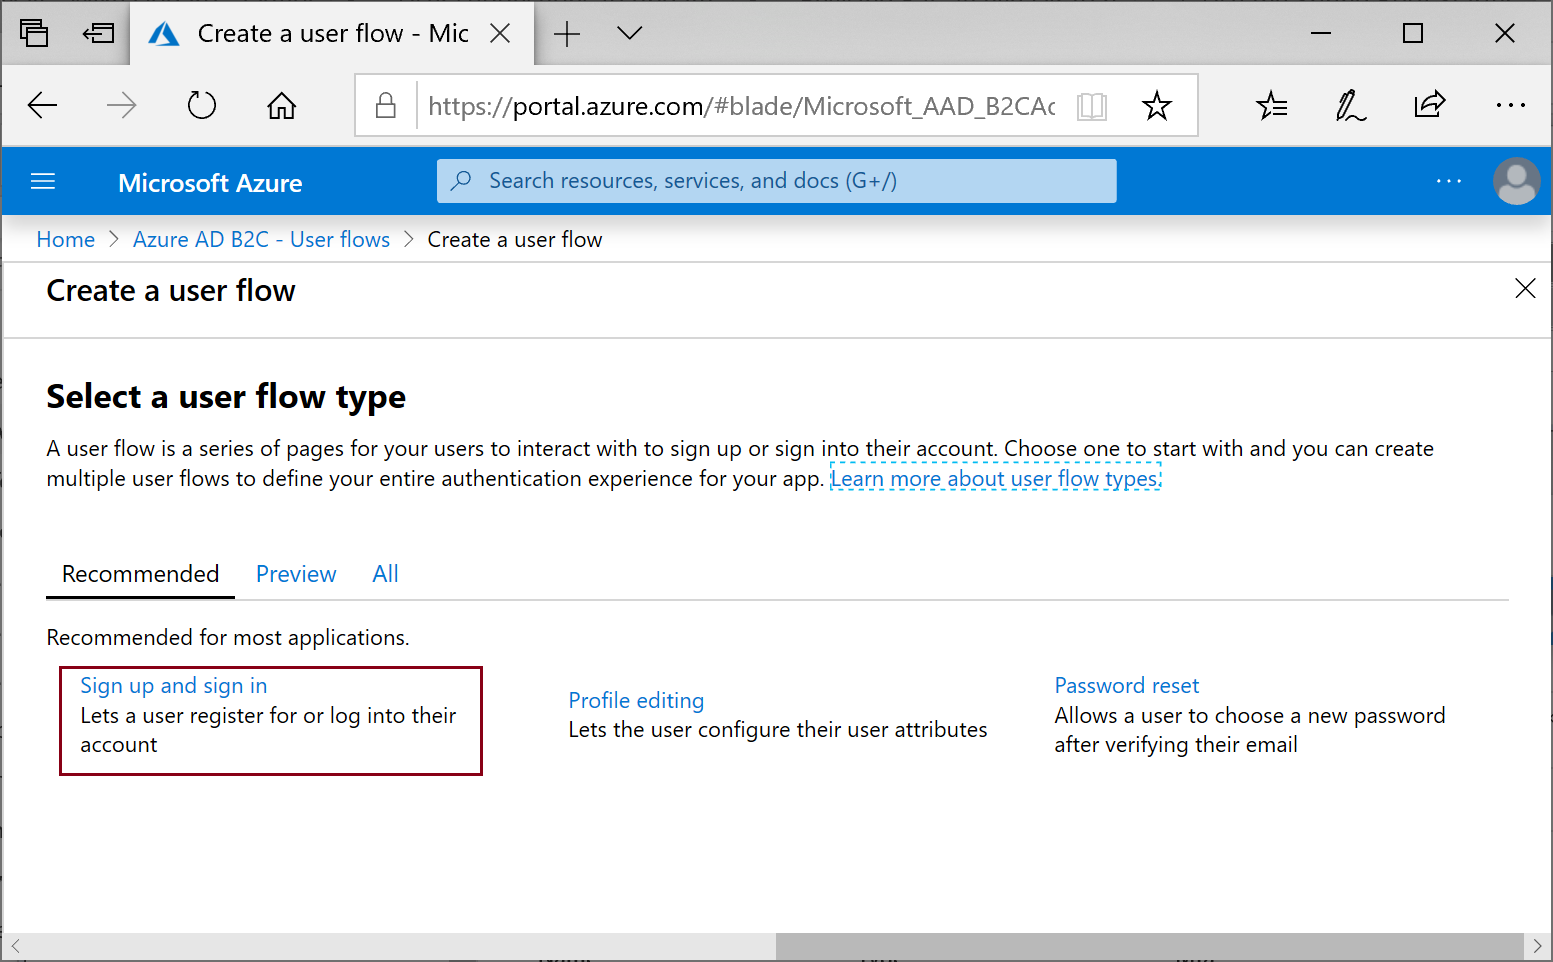 Create a user flow - Mic
https://portal.azure.com/#blade/Microsoft_AAD_B2CAc
Microsoft Azure
Search resources, services, and docs (G+/)
Home > Azure AD B2C - User flows > Create a user flow
Create a user flow
Select a user flow type
A user flow is a series of pages for your users to interact with to sign up or sign into their account. Choose one to start with and you can create
multiple user flows to define your entire authentication experience for your app. Learn more about user flow types.
Recommended Preview All
Recommended for most applications.
Sign up and sign in
Lets a user register for or log into their
account
Profile editing
Lets the user configure their user attributes
Password reset
Allows a user to choose a new password
after verifying their email